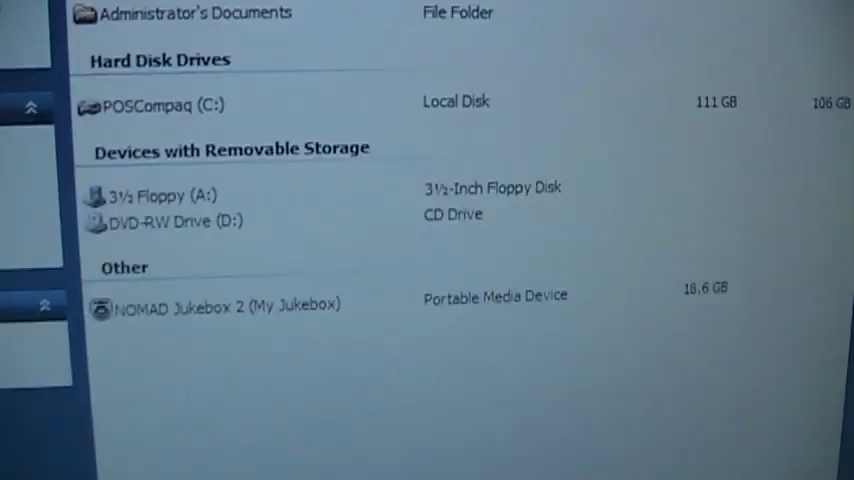 Administrator's Documents File Folder
Hard Disk Drives
POSCompaq (C:) Local Disk 111 GB 106 GB
Devices with Removable Storage
3½ Floppy (A:) 3½-Inch Floppy Disk
DVD-RW Drive (D:) CD Drive
Other
NOMAD Jukebox 2 (My Jukebox) Portable Media Device 18.6 GB